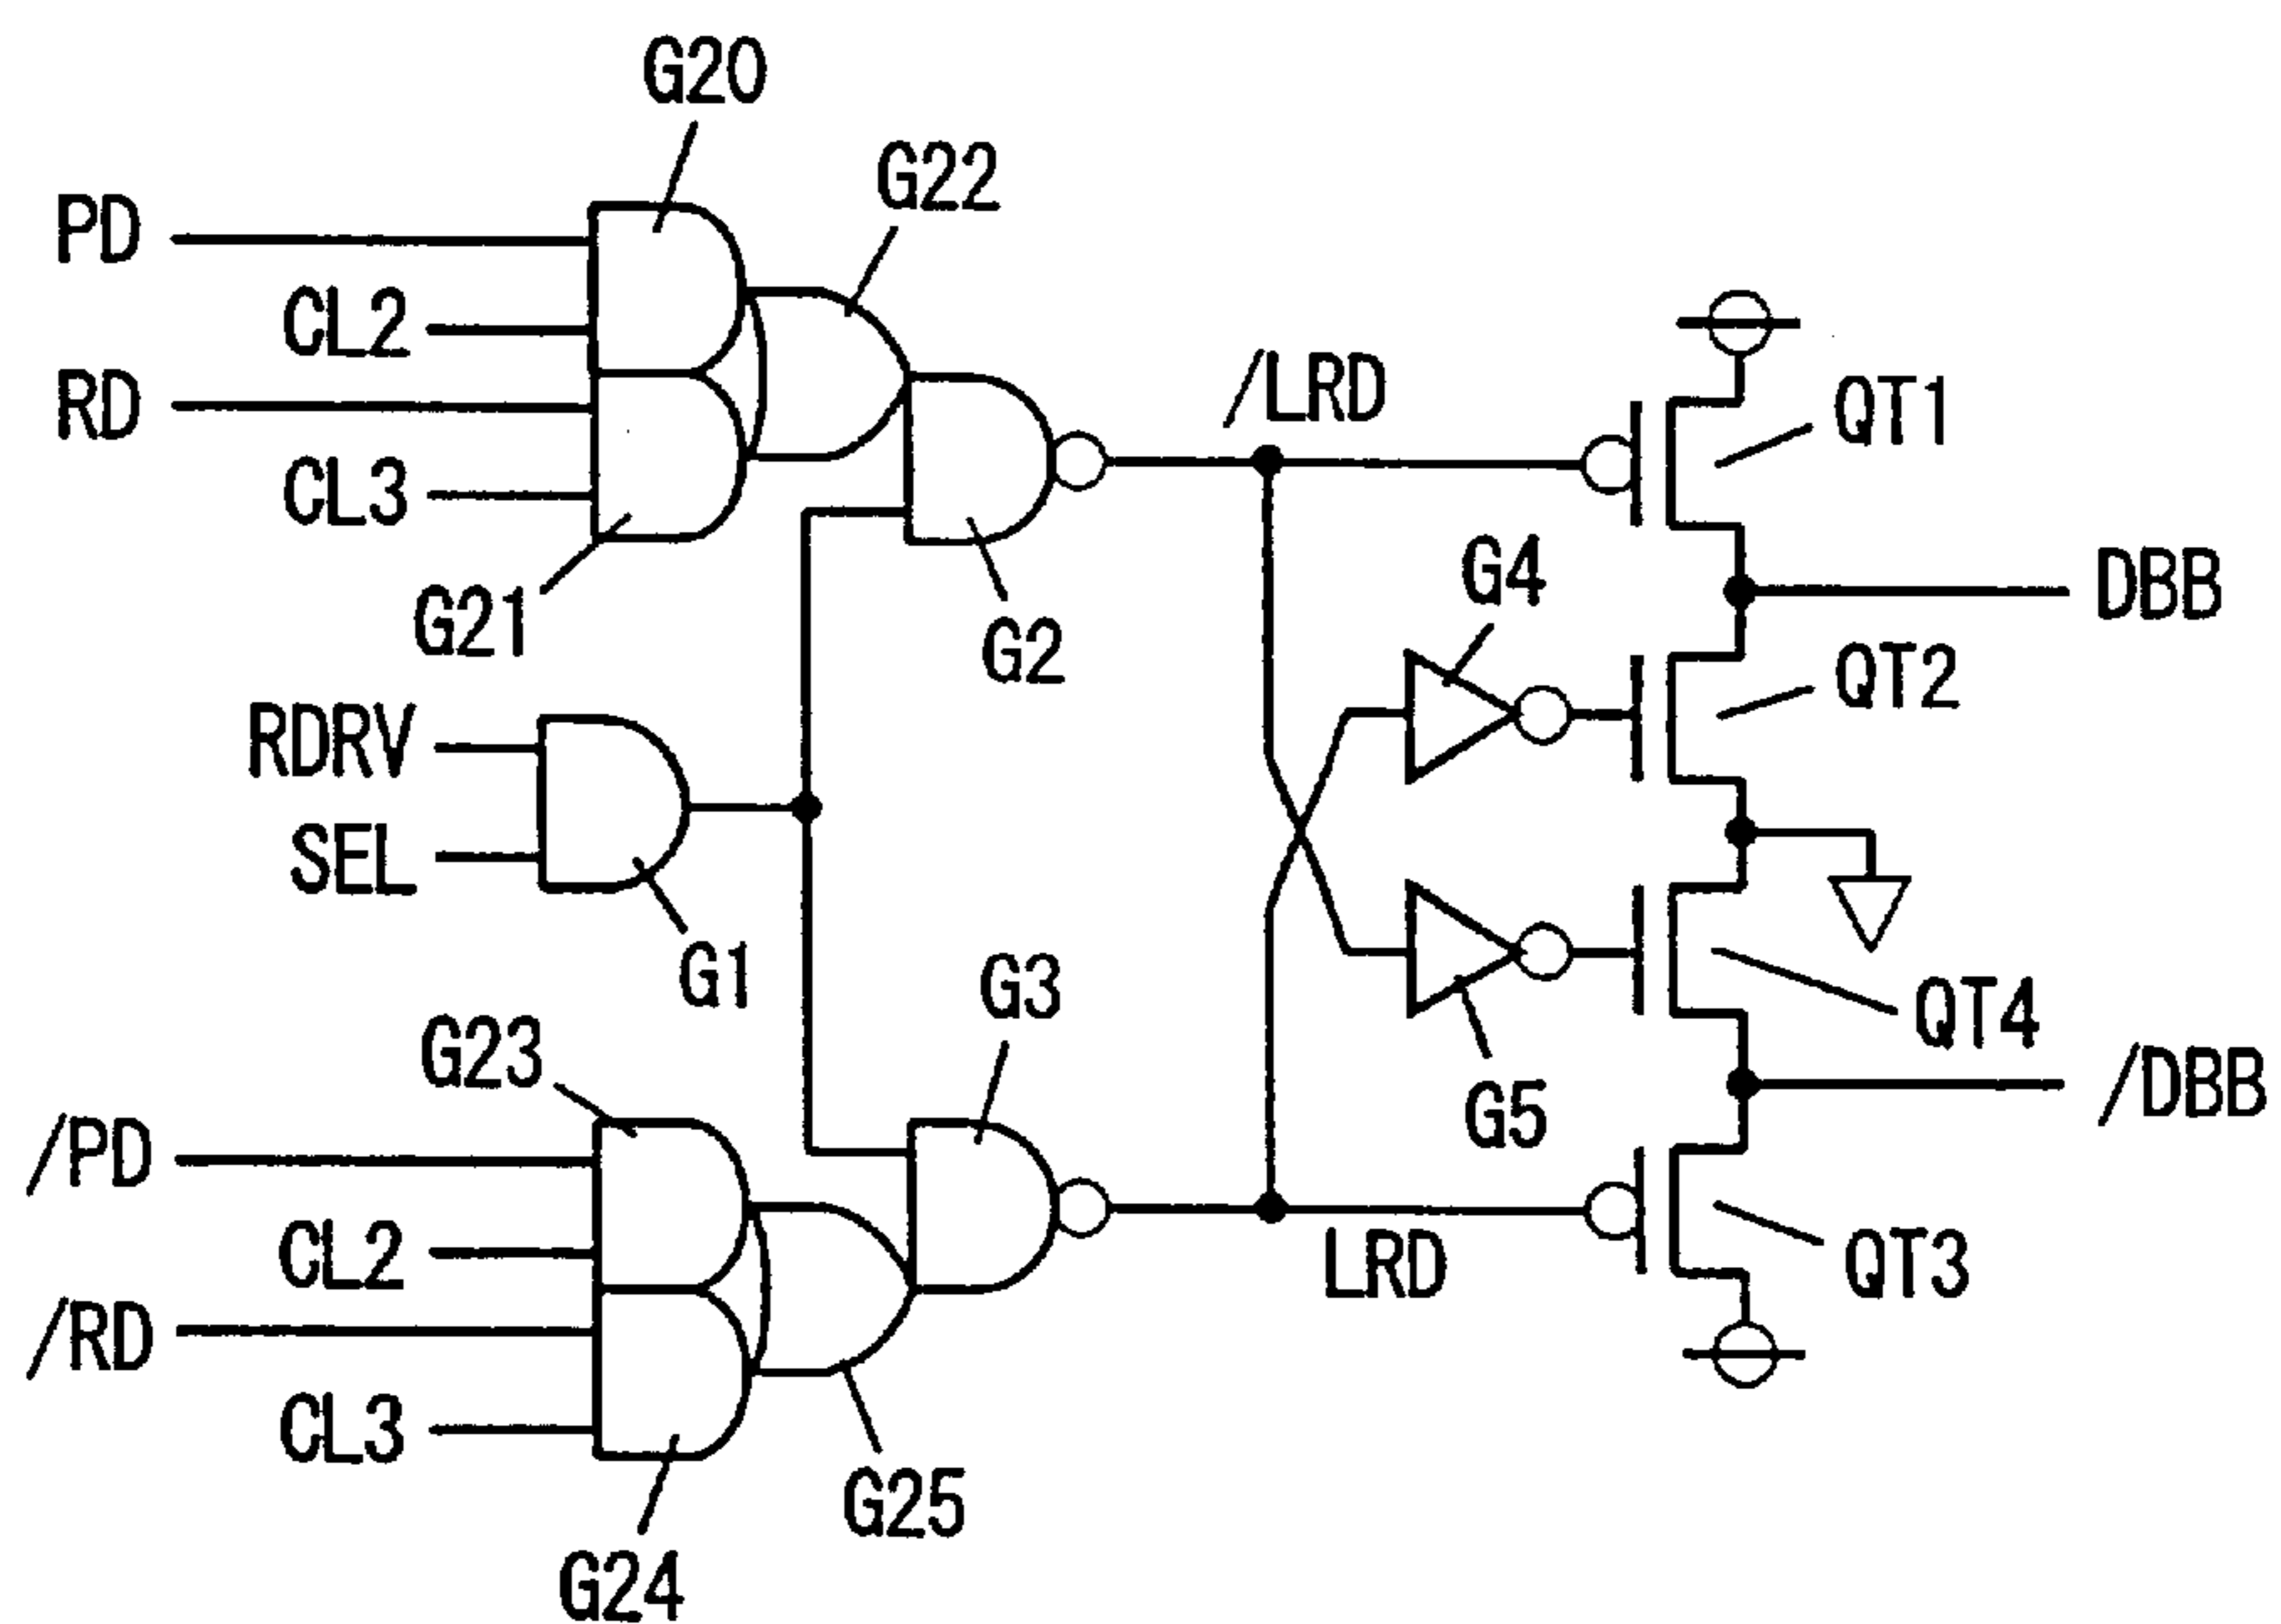 G20
G22
PD
CL2
RD
CL3
/LRD
QT1
G21
G2
G4
DBB
QT2
RDRV
SEL
G1
G3
QT4
G23
/PD
G5
/DBB
CL2
/RD
LRD
QT3
CL3
G25
G24